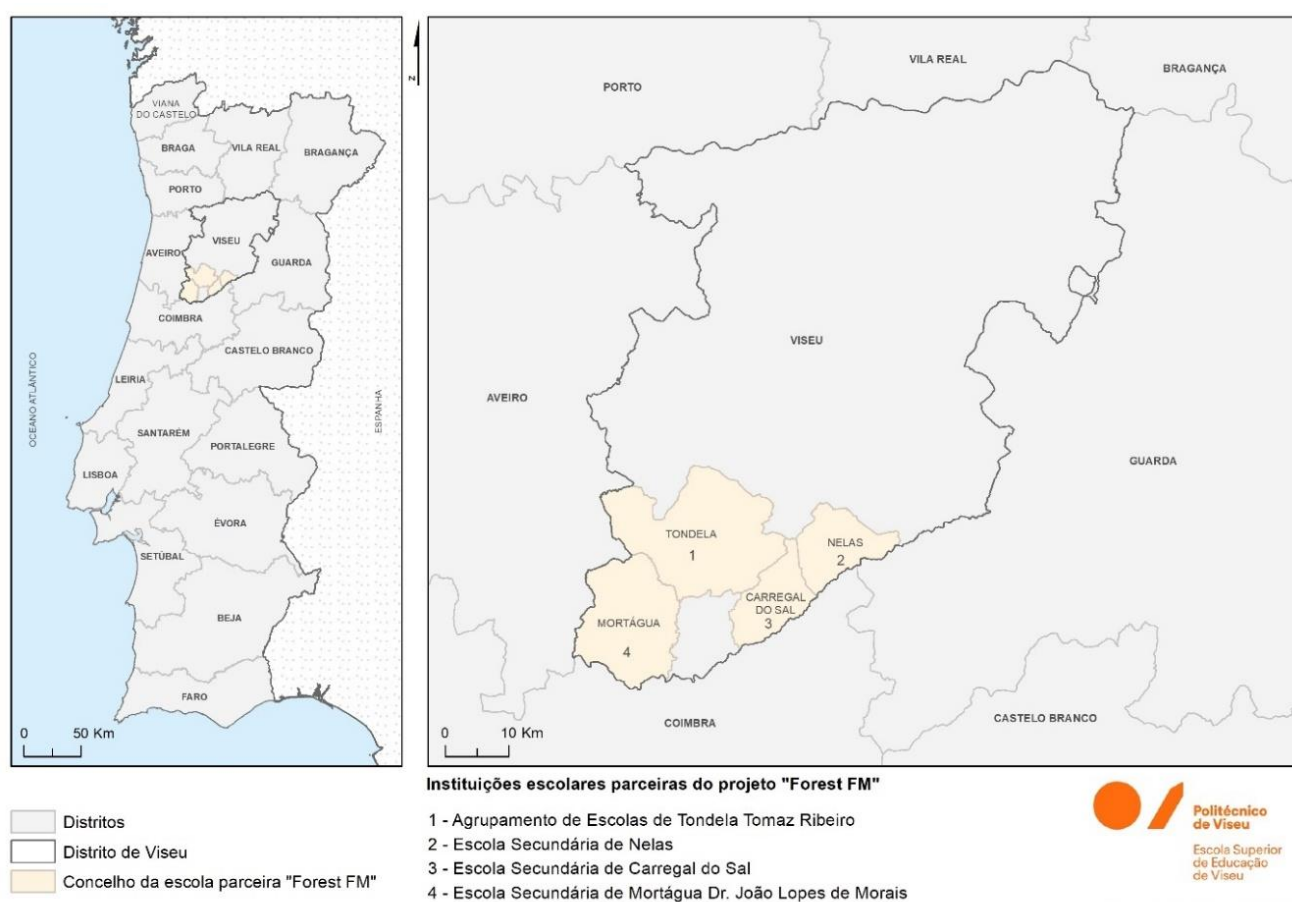 VIANA
DO CASTELO
BRAGA
VILA REAL
BRAGANÇA
PORTO
AVEIRO
VISEU
GUARDA
COIMBRA
CASTELO BRANCO
LEIRIA
SANTARÉM
PORTALEGRE
LISBOA
ÉVORA
SETÚBAL
BEJA
FARO
OCEANO ATLÂNTICO
ESPANHA
0 50 Km
N
PORTO
VILA REAL
BRAGANÇA
VISEU
AVEIRO
GUARDA
TONDELA
1
NELAS
2
CARREGAL
DO SAL
3
MORTÁGUA
4
COIMBRA
CASTELO BRANCO
0 10 Km
Distritos
Distrito de Viseu
Concelho da escola parceira "Forest FM"
Instituições escolares parceiras do projeto "Forest FM"
1 - Agrupamento de Escolas de Tondela Tomaz Ribeiro
2 - Escola Secundária de Nelas
3 - Escola Secundária de Carregal do Sal
4 - Escola Secundária de Mortágua Dr. João Lopes de Morais
Politécnico
de Viseu
Escola Superior
de Educação
de Viseu